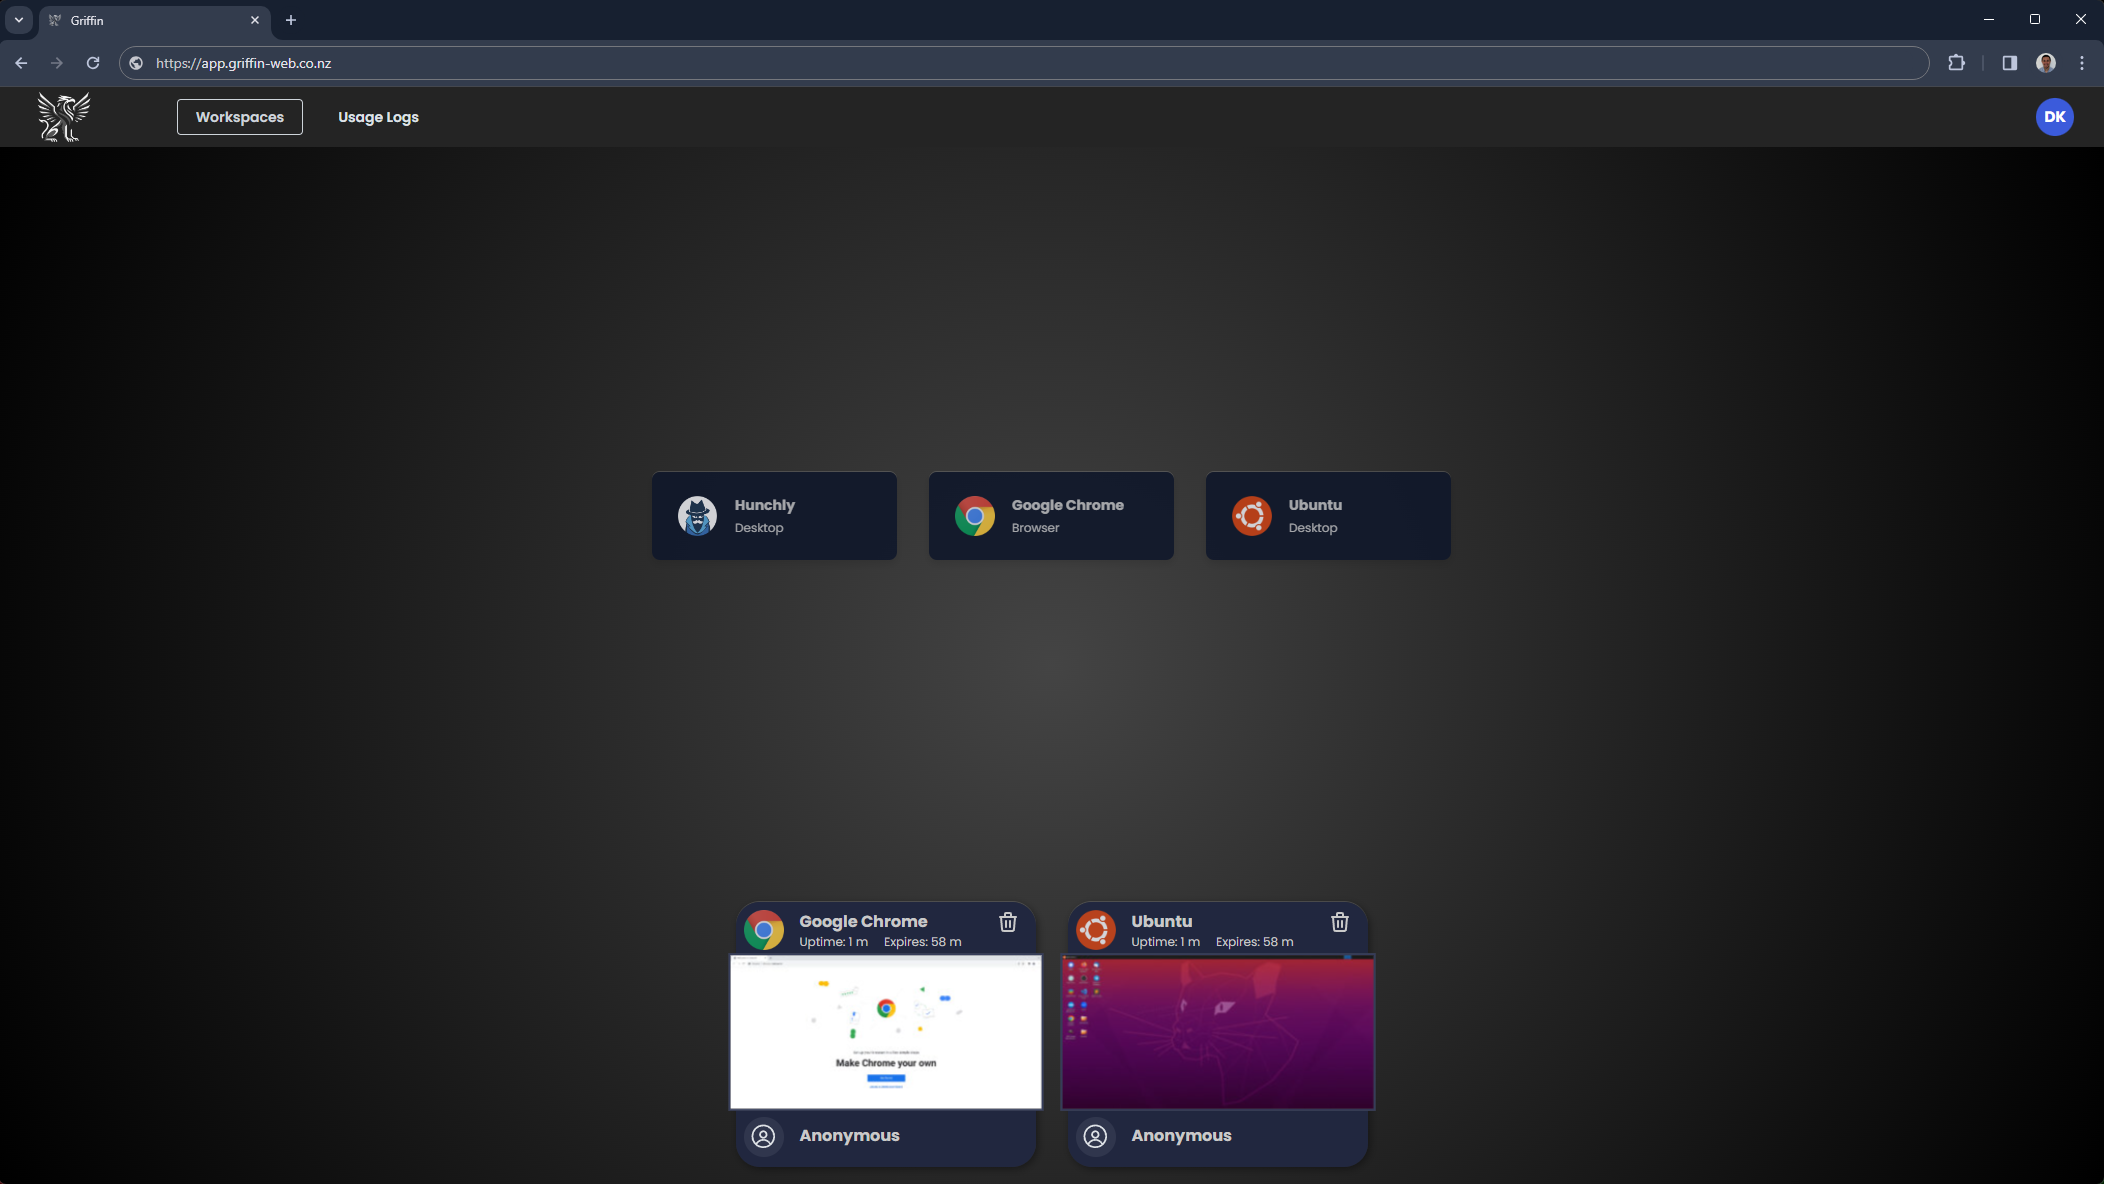 Griffin
https://app.griffin-web.co.nz
Workspaces
Usage Logs
DK
Hunchly
Desktop
Google Chrome
Browser
Ubuntu
Desktop
Google Chrome
Uptime: 1 m Expires: 58 m
Ubuntu
Uptime: 1 m Expires: 58 m
Make Chrome your own
Anonymous
Anonymous